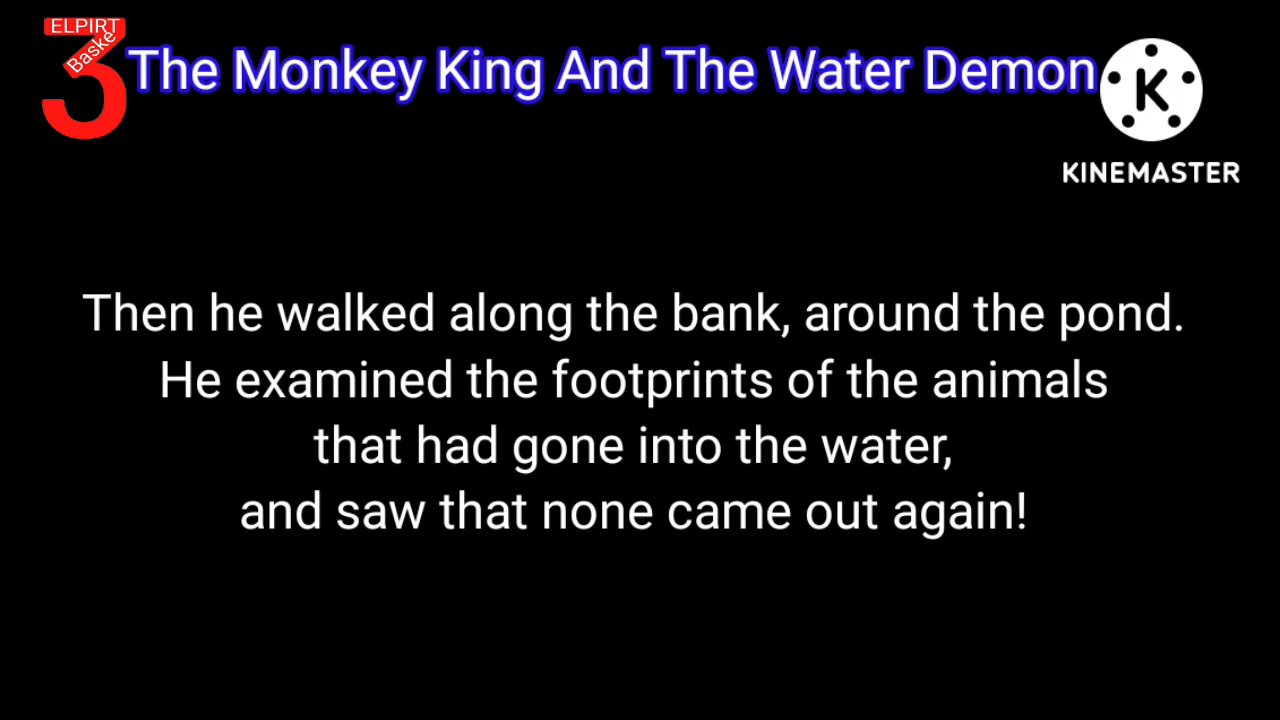 ELPIRT
3
Baske
The Monkey King And The Water Demon
K
KINEMASTER
Then he walked along the bank, around the pond.
He examined the footprints of the animals
that had gone into the water,
and saw that none came out again!